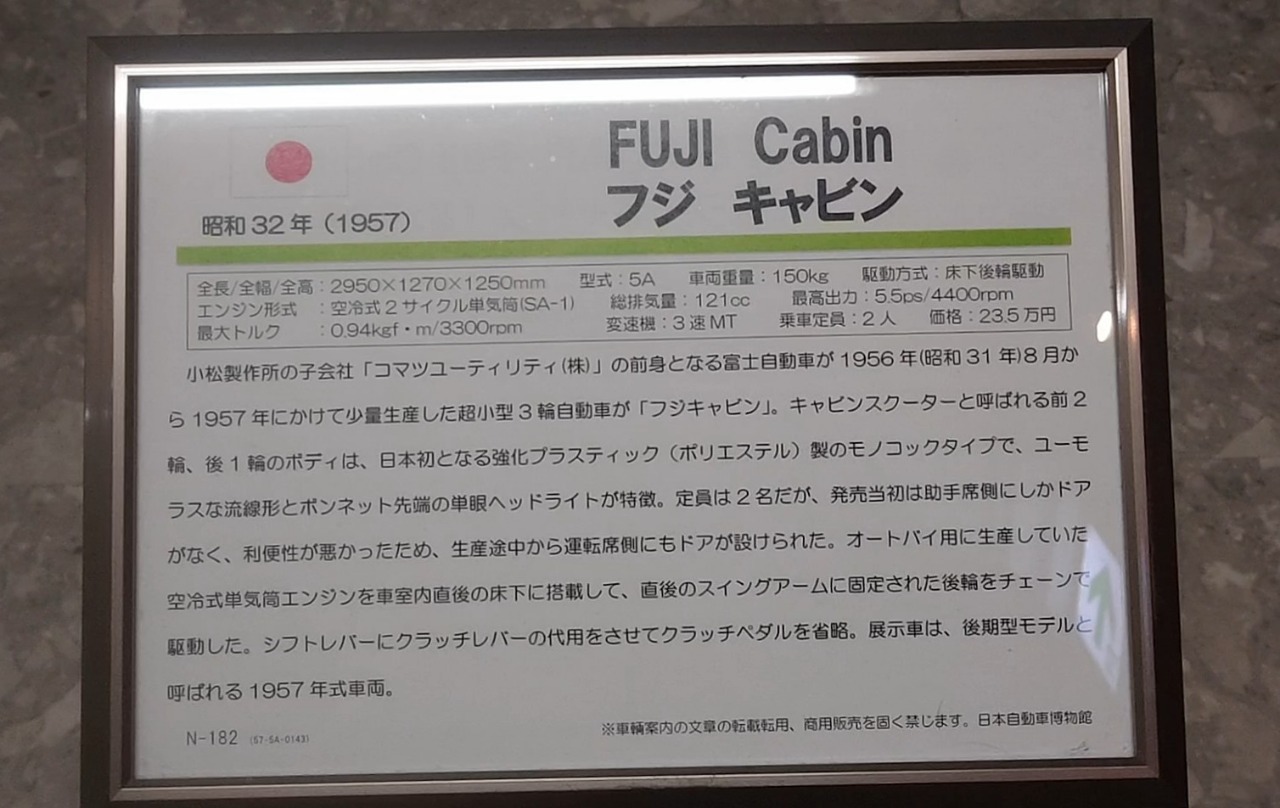 FUJI Cabin
フジ キャビン
昭和 32 年（1957）
全長/全幅/全高：2950×1270×1250mm 型式：5A 車両重量：150kg 駆動方式：床下後輪駆動
エンジン形式 ：空冷式２サイクル単気筒(SA-1) 総排気量：121cc 最高出力：5.5ps/4400rpm
最大トルク ：0.94kgf・m/3300rpm 変速機：３速 MT 乗車定員：２人 価格：23.5 万円
小松製作所の子会社「コマツユーティリティ(株)」の前身となる富士自動車が 1956 年(昭和 31 年)8 月か
ら 1957 年にかけて少量生産した超小型３輪自動車が「フジキャビン」。キャビンスクーターと呼ばれる前２
輪、後１輪のボディは、日本初となる強化プラスティック（ポリエステル）製のモノコックタイプで、ユーモ
ラスな流線形とボンネット先端の単眼ヘッドライトが特徴。定員は２名だが、発売当初は助手席側にしかドア
がなく、利便性が悪かったため、生産途中から運転席側にもドアが設けられた。オートバイ用に生産していた
空冷式単気筒エンジンを車室内直後の床下に搭載して、直後のスイングアームに固定された後輪をチェーンで
駆動した。シフトレバーにクラッチレバーの代用をさせてクラッチペダルを省略。展示車は、後期型モデルと
呼ばれる 1957 年式車両。
N-182 (57-5A-0143)
※車輛案内の文章の転載転用、商用販売を固く禁じます。日本自動車博物館